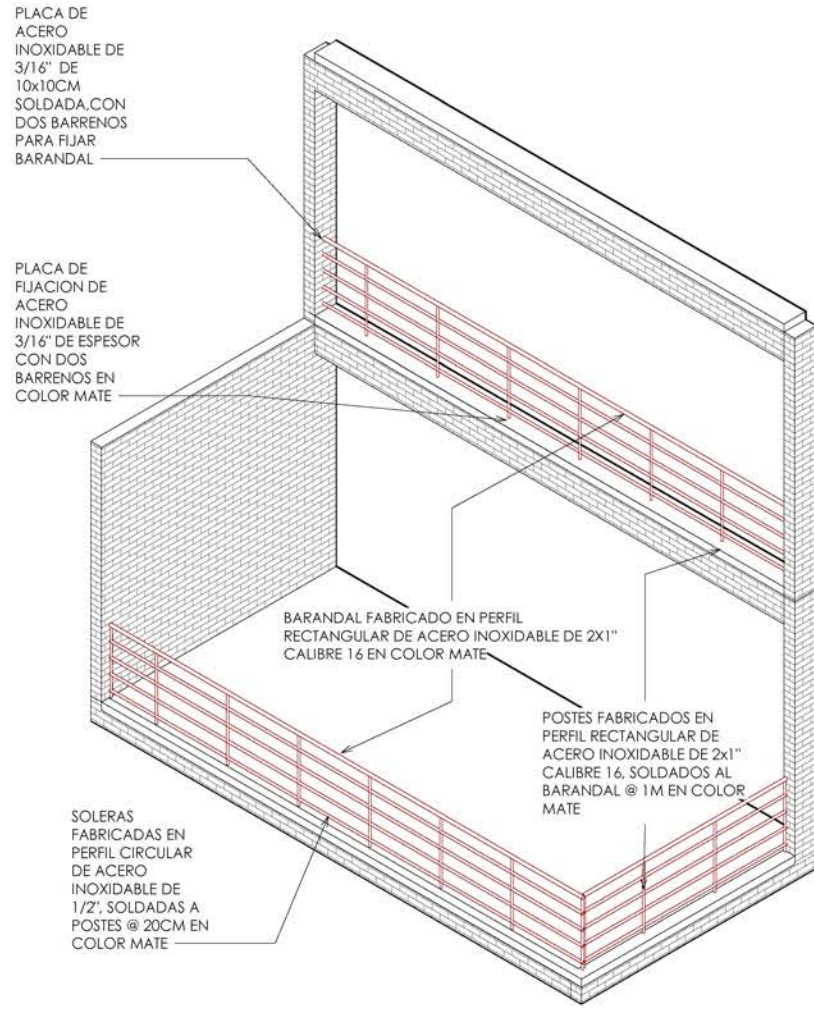 PLACA DE
ACERO
INOXIDABLE DE
3/16" DE
10x10CM
SOLDADA,CON
DOS BARRENOS
PARA FIJAR
BARANDAL
PLACA DE
FIJACION DE
ACERO
INOXIDABLE DE
3/16" DE ESPESOR
CON DOS
BARRENOS EN
COLOR MATE
BARANDAL FABRICADO EN PERFIL
RECTANGULAR DE ACERO INOXIDABLE DE 2X1"
CALIBRE 16 EN COLOR MATE
POSTES FABRICADOS EN
PERFIL RECTANGULAR DE
ACERO INOXIDABLE DE 2x1"
CALIBRE 16, SOLDADOS AL
BARANDAL @ 1M EN COLOR
MATE
SOLERAS
FABRICADAS EN
PERFIL CIRCULAR
DE ACERO
INOXIDABLE DE
1/2", SOLDADAS A
POSTES @ 20CM EN
COLOR MATE